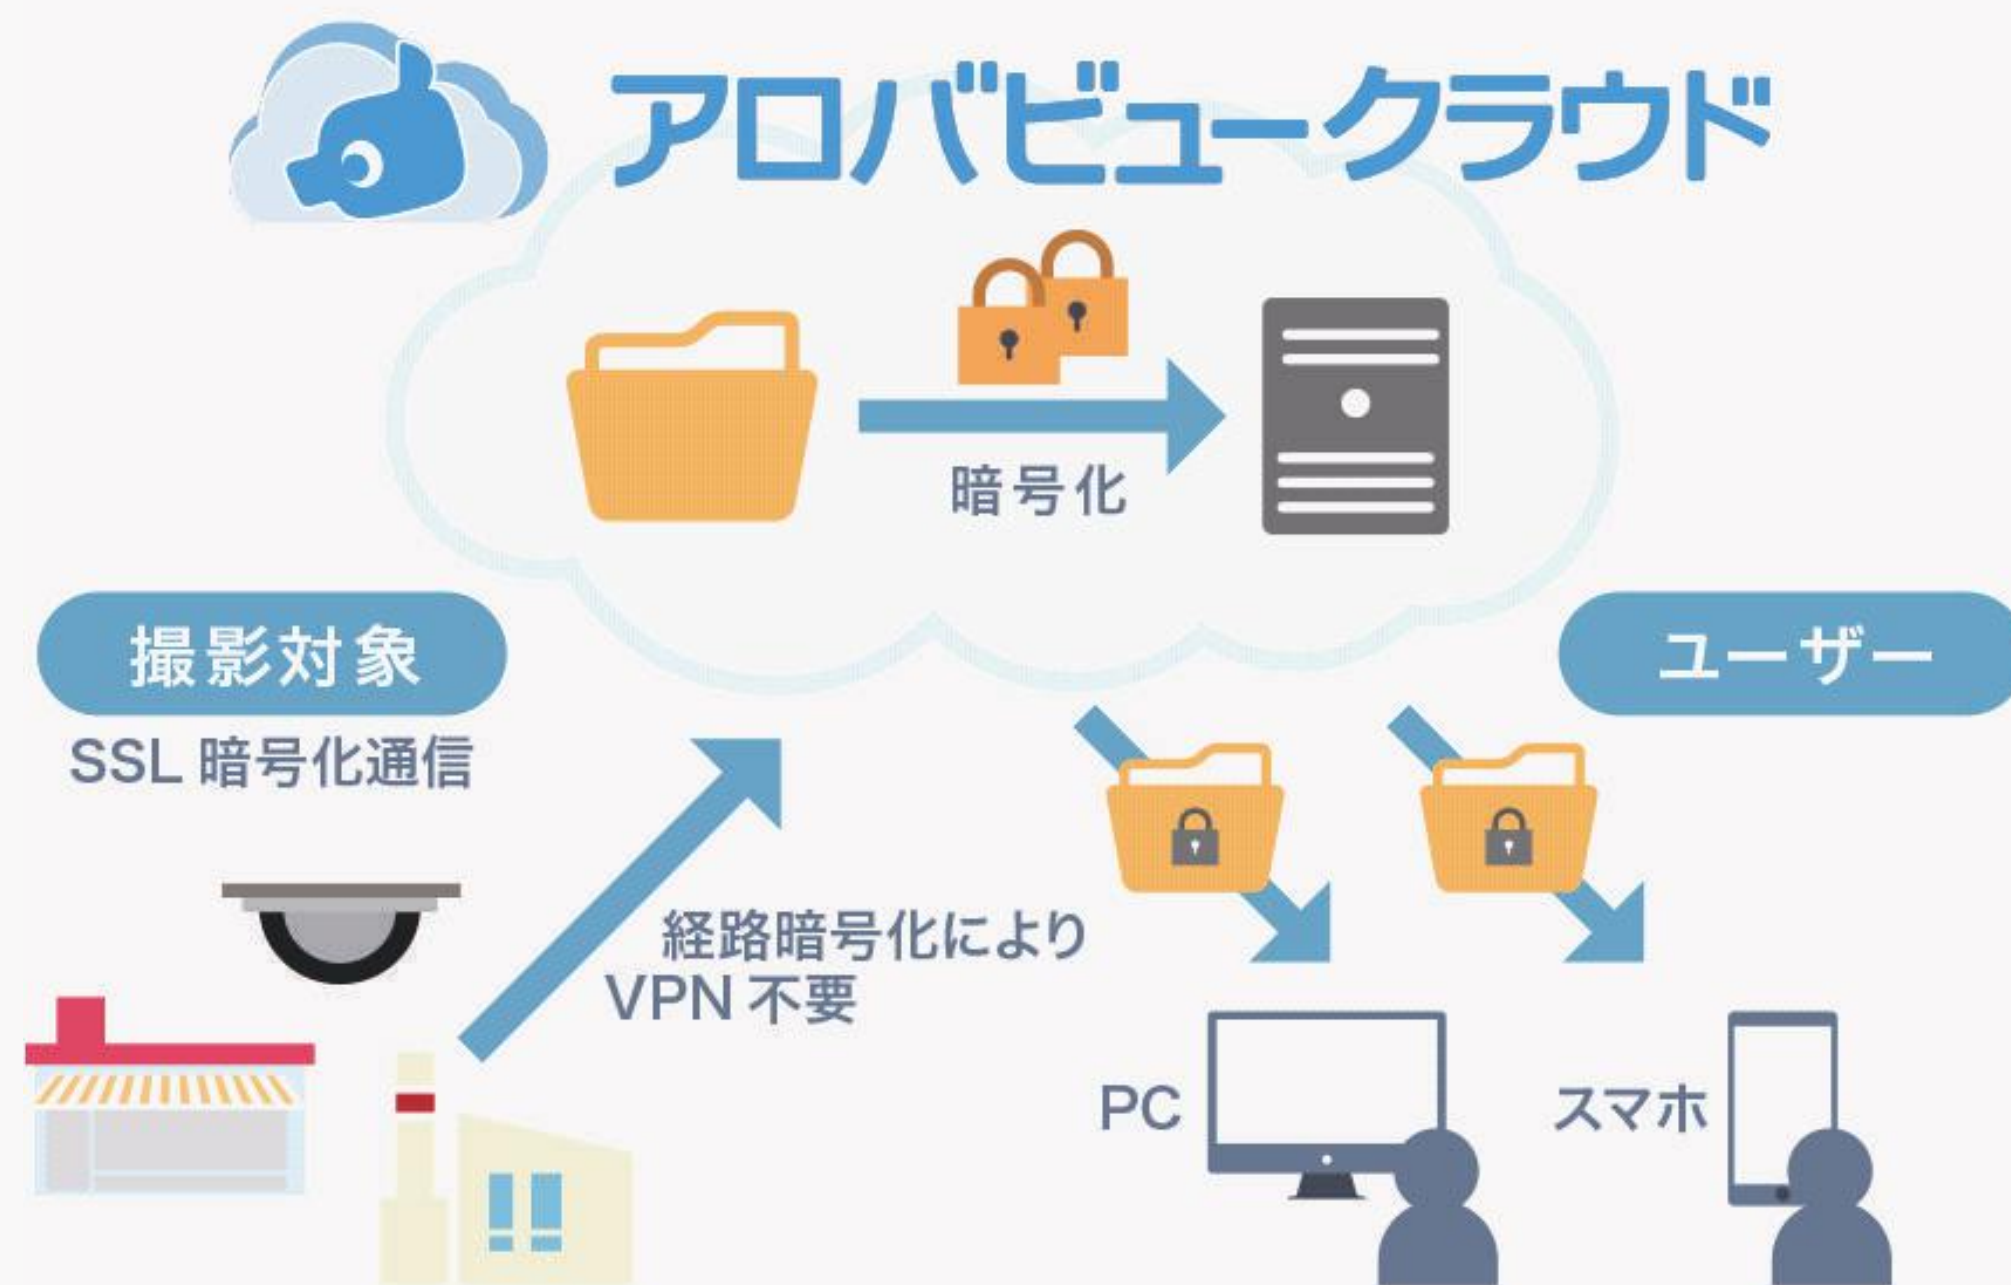 アロバビュークラウド
暗号化
撮影対象
ユーザー
SSL 暗号化通信
経路暗号化により
VPN 不要
PC
スマホ